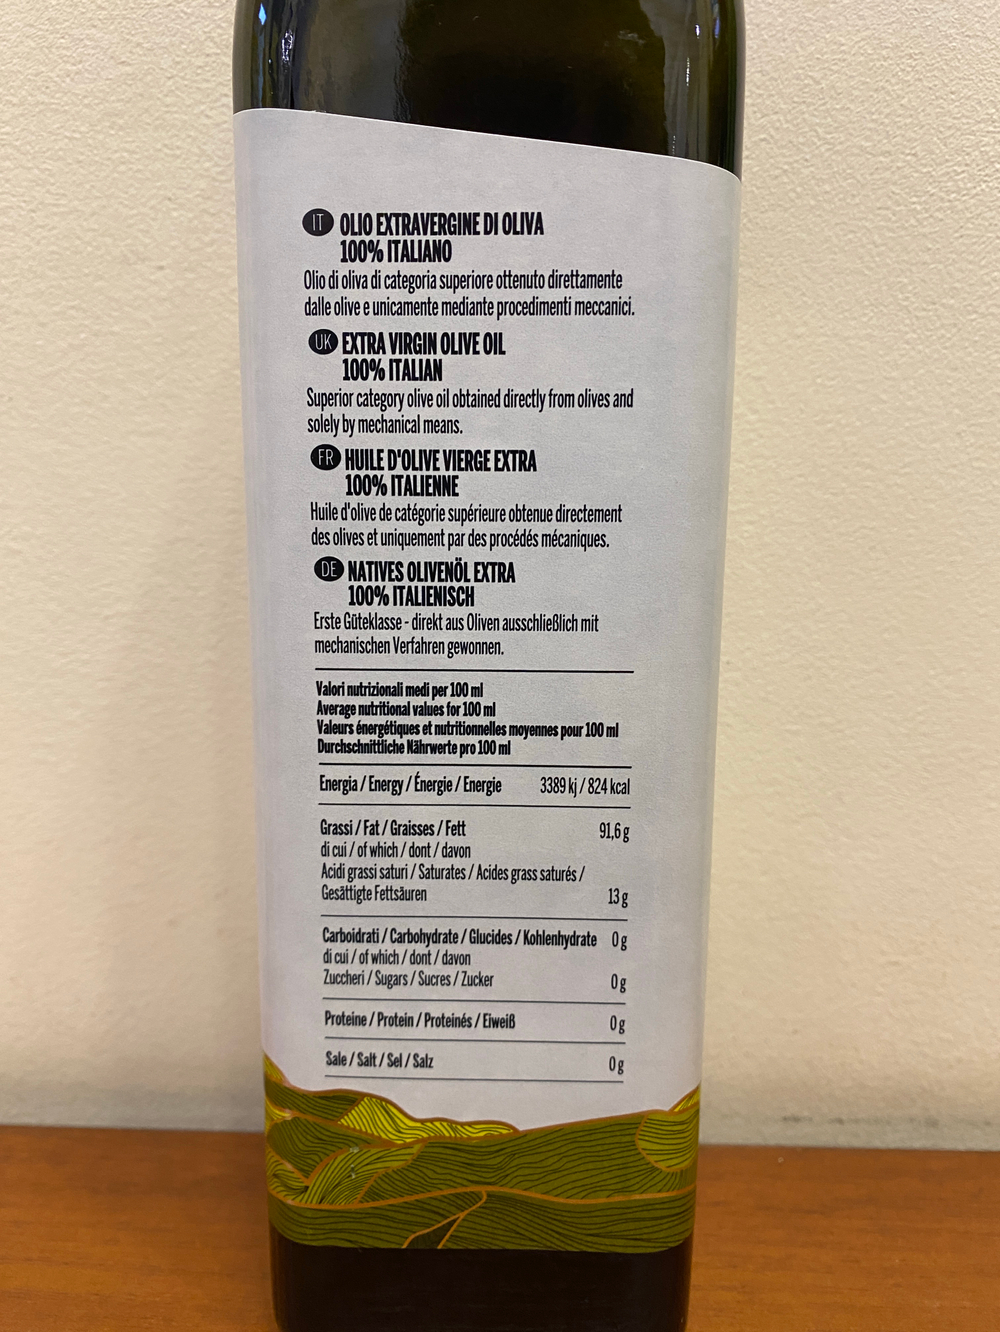 IT OLIO EXTRAVERGINE DI OLIVA
100% ITALIANO
Olio di oliva di categoria superiore ottenuto direttamente
dalle olive e unicamente mediante procedimenti meccanici.
UK EXTRA VIRGIN OLIVE OIL
100% ITALIAN
Superior category olive oil obtained directly from olives and
solely by mechanical means.
FR HUILE D'OLIVE VIERGE EXTRA
100% ITALIENNE
Huile d'olive de catégorie supérieure obtenue directement
des olives et uniquement par des procédés mécaniques.
DE NATIVES OLIVENÖL EXTRA
100% ITALIENISCH
Erste Güteklasse - direkt aus Oliven ausschließlich mit
mechanischen Verfahren gewonnen.
Valori nutrizionali medi per 100 ml
Average nutritional values for 100 ml
Valeurs énergétiques et nutritionnelles moyennes pour 100 ml
Durchschnittliche Nährwerte pro 100 ml
Energia / Energy / Énergie / Energie 3389 kj / 824 kcal
Grassi / Fat / Graisses / Fett 91,6 g
di cui / of which / dont / davon
Acidi grassi saturi / Saturates / Acides grass saturés /
Gesättigte Fettsäuren 13 g
Carboidrati / Carbohydrate / Glucides / Kohlenhydrate 0 g
di cui / of which / dont / davon
Zuccheri / Sugars / Sucres / Zucker 0 g
Proteine / Protein / Proteinés / Eiweiß 0 g
Sale / Salt / Sel / Salz 0 g